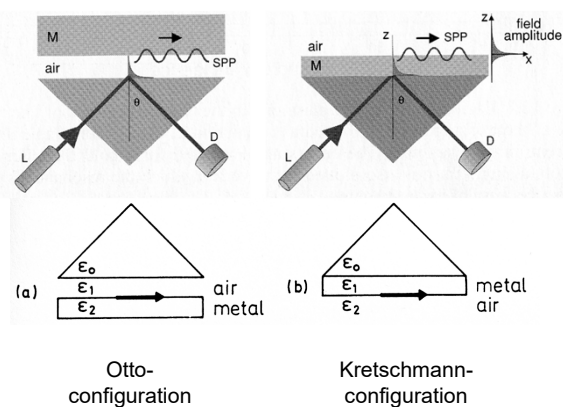 M
air
SPP
θ
L
D
z
air
M
SPP
z
field
amplitude
x
θ
L
D
(a)
ε₀
ε₁
air
ε₂
metal
(b)
ε₀
ε₁
metal
ε₂
air
Otto-
configuration
Kretschmann-
configuration